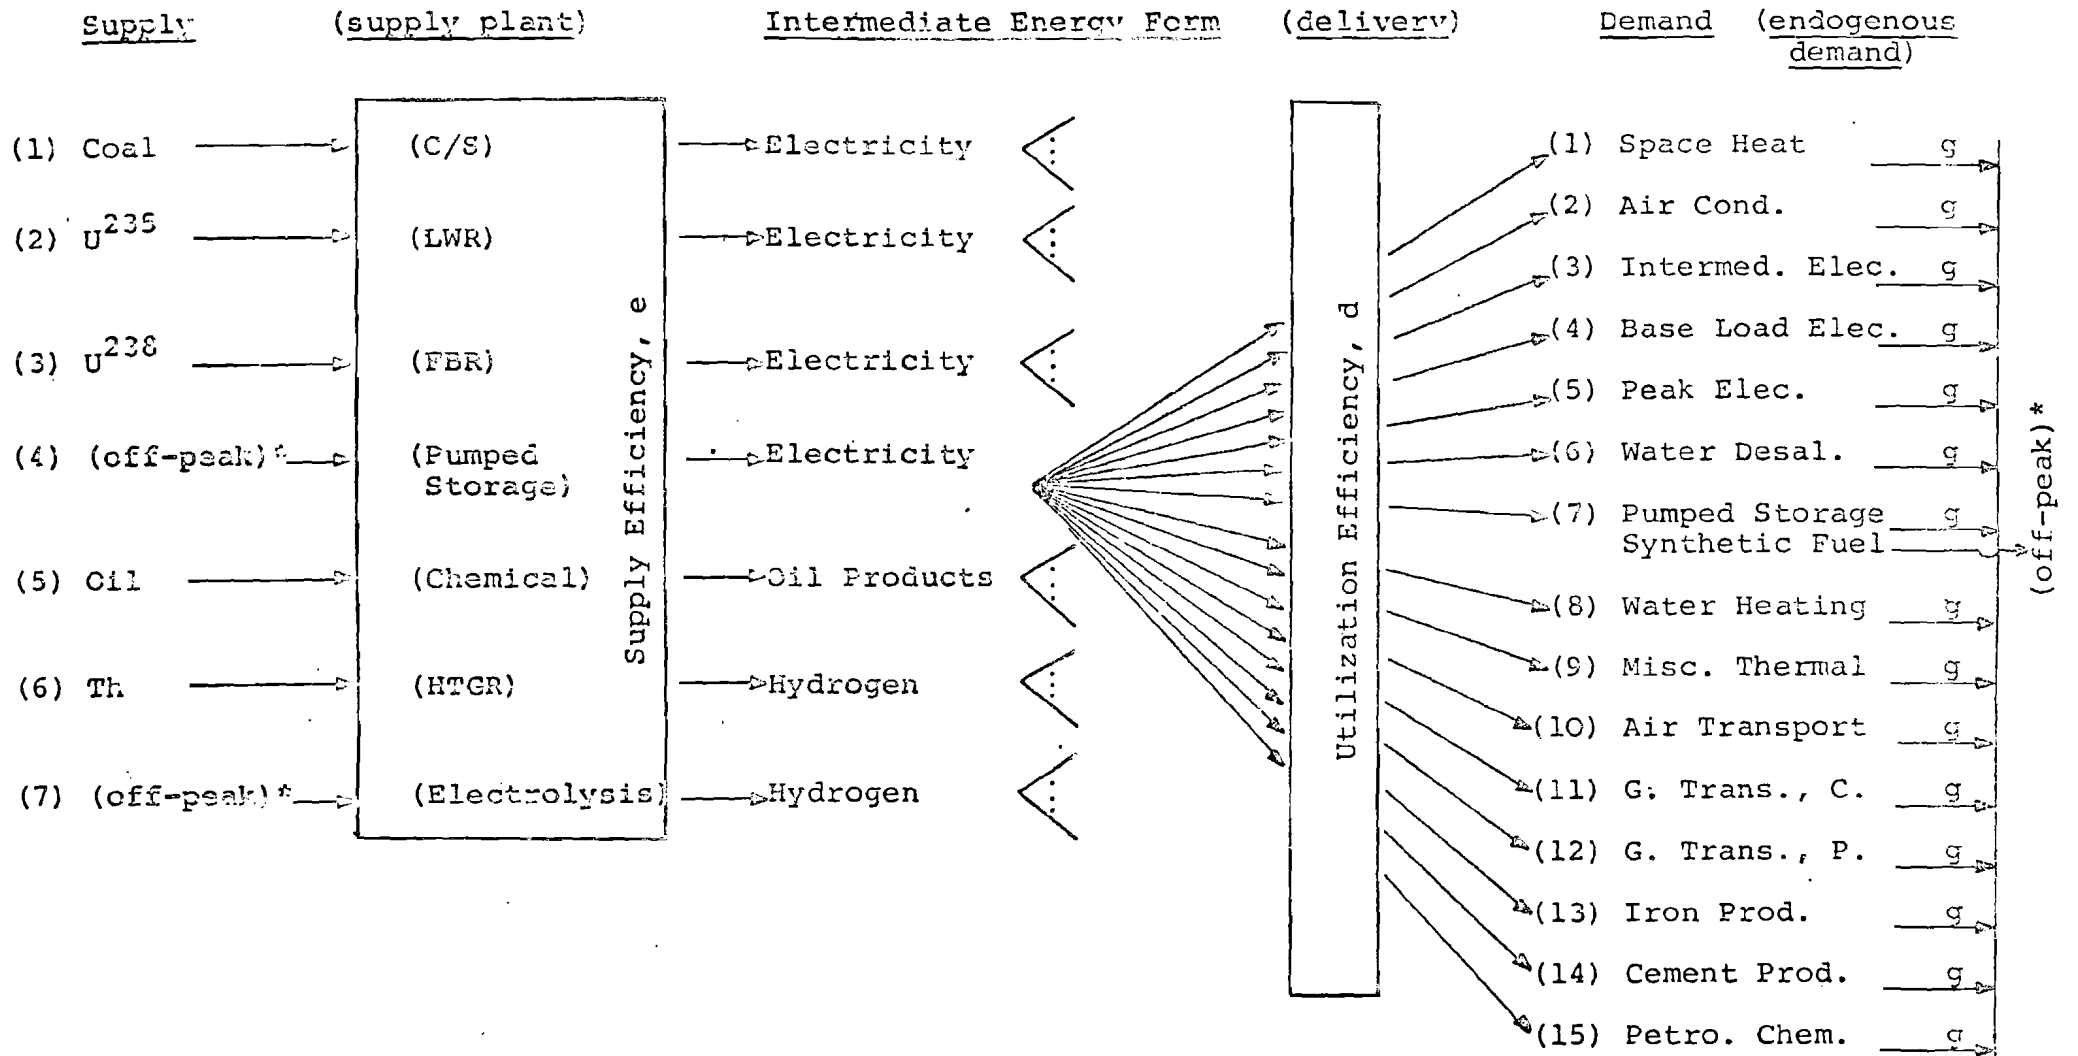 Supply (supply plant) Intermediate Energy Form (delivery) Demand (endogenous
demand)
(1) Coal (C/S) Electricity (1) Space Heat g
(2) Air Cond. g
(2) U235 (LWR) Electricity
(3) Intermed. Elec. g
(4) Base Load Elec. g
(3) U238 (FBR) Electricity
(5) Peak Elec. g
(4) (off-peak)* (Pumped Electricity (6) Water Desal. g
Storage)
(7) Pumped Storage g
Synthetic Fuel
(5) Oil (Chemical) Oil Products
(8) Water Heating g
(9) Misc. Thermal g
(6) Th (HTGR) Hydrogen
(10) Air Transport g
(7) (off-peak)* (Electrolysis) Hydrogen (11) G. Trans., C. g
(12) G. Trans., P. g
(13) Iron Prod. g
(14) Cement Prod. g
(15) Petro. Chem. g
Supply Efficiency, e
Utilization Efficiency, d
(off-peak)*